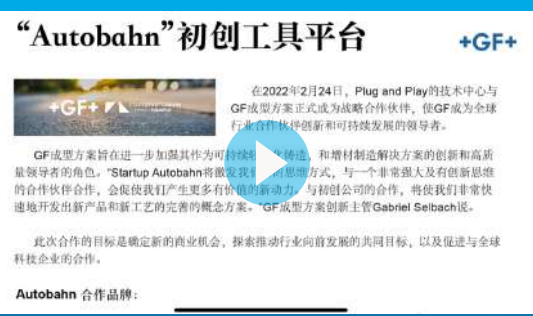 “Autobahn”初创工具平台
+GF+
+GF+
在2022年2月24日，Plug and Play的技术中心与
GF成型方案正式成为战略合作伙伴，使GF成为全球
行业合作伙伴创新和可持续发展的领导者。
GF成型方案旨在进一步加强其作为可持续轻 铸造，和增材制造解决方案的创新和高质
量领导者的角色。“Startup Autobahn将激发我们 思维方式，与一个非常强大及有创新思维
的合作伙伴合作，会促使我们产生更多有价值的新动力。与初创公司的合作，将使我们非常快
速地开发出新产品和新工艺的完善的概念方案。”GF成型方案创新主管Gabriel Selbach说。
此次合作的目标是确定新的商业机会，探索推动行业向前发展的共同目标，以及促进与全球
科技企业的合作。
Autobahn 合作品牌：